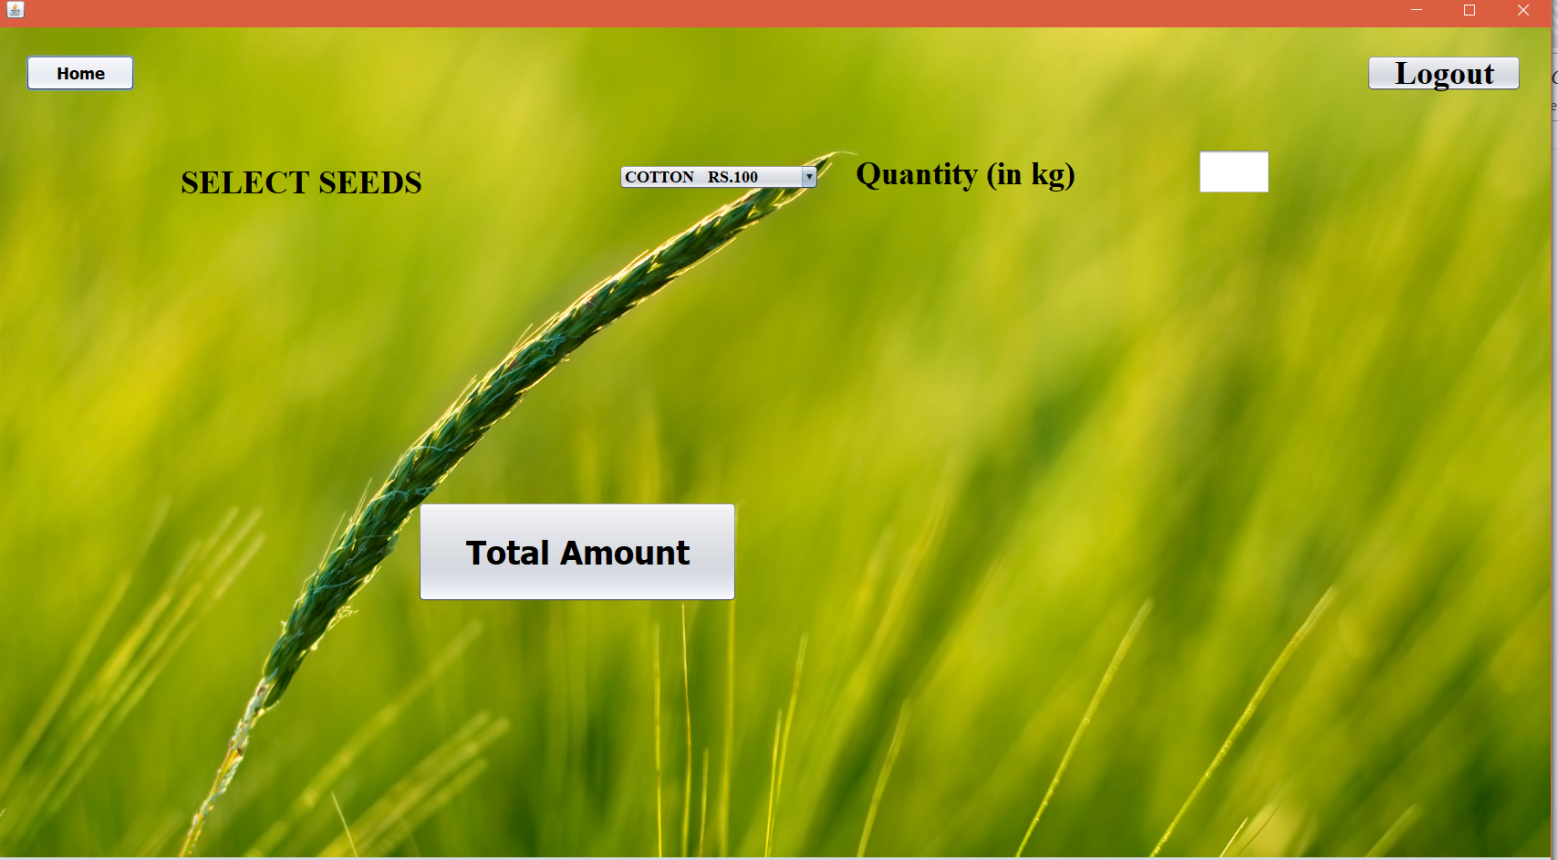 Home
Logout
SELECT SEEDS
COTTON RS.100
Quantity (in kg)
Total Amount